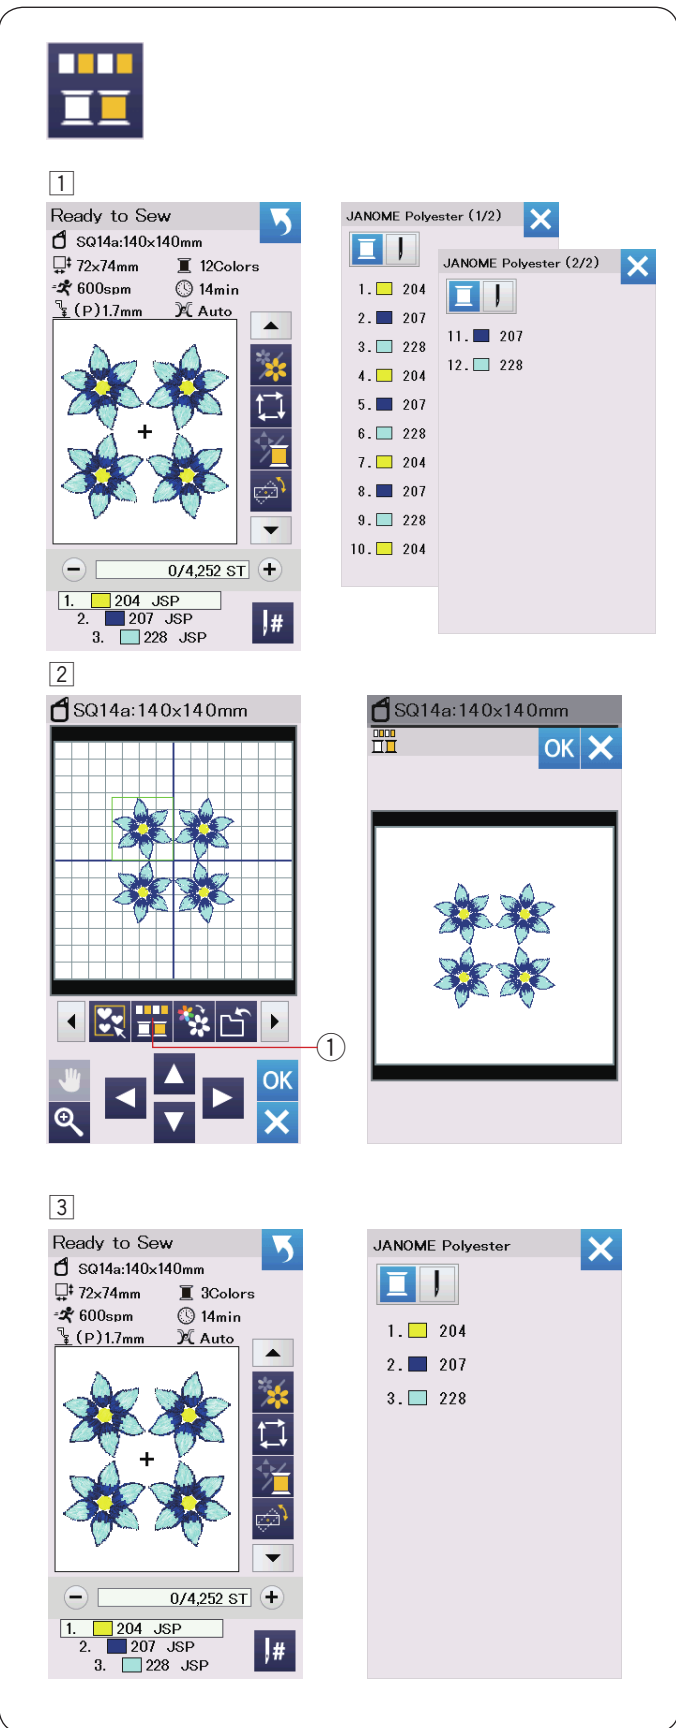 1
Ready to Sew
SQ14a:140x140mm
72x74mm 12Colors
600spm 14min
(P)1.7mm Auto
0/4,252 ST
1. 204 JSP
2. 207 JSP
3. 228 JSP
#
JANOME Polyester (1/2)
1. 204
2. 207
3. 228
4. 204
5. 207
6. 228
7. 204
8. 207
9. 228
10. 204
JANOME Polyester (2/2)
11. 207
12. 228
2
SQ14a:140x140mm
1
OK
SQ14a:140x140mm
OK
3
Ready to Sew
SQ14a:140x140mm
72x74mm 3Colors
600spm 14min
(P)1.7mm Auto
0/4,252 ST
1. 204 JSP
2. 207 JSP
3. 228 JSP
#
JANOME Polyester
1. 204
2. 207
3. 228